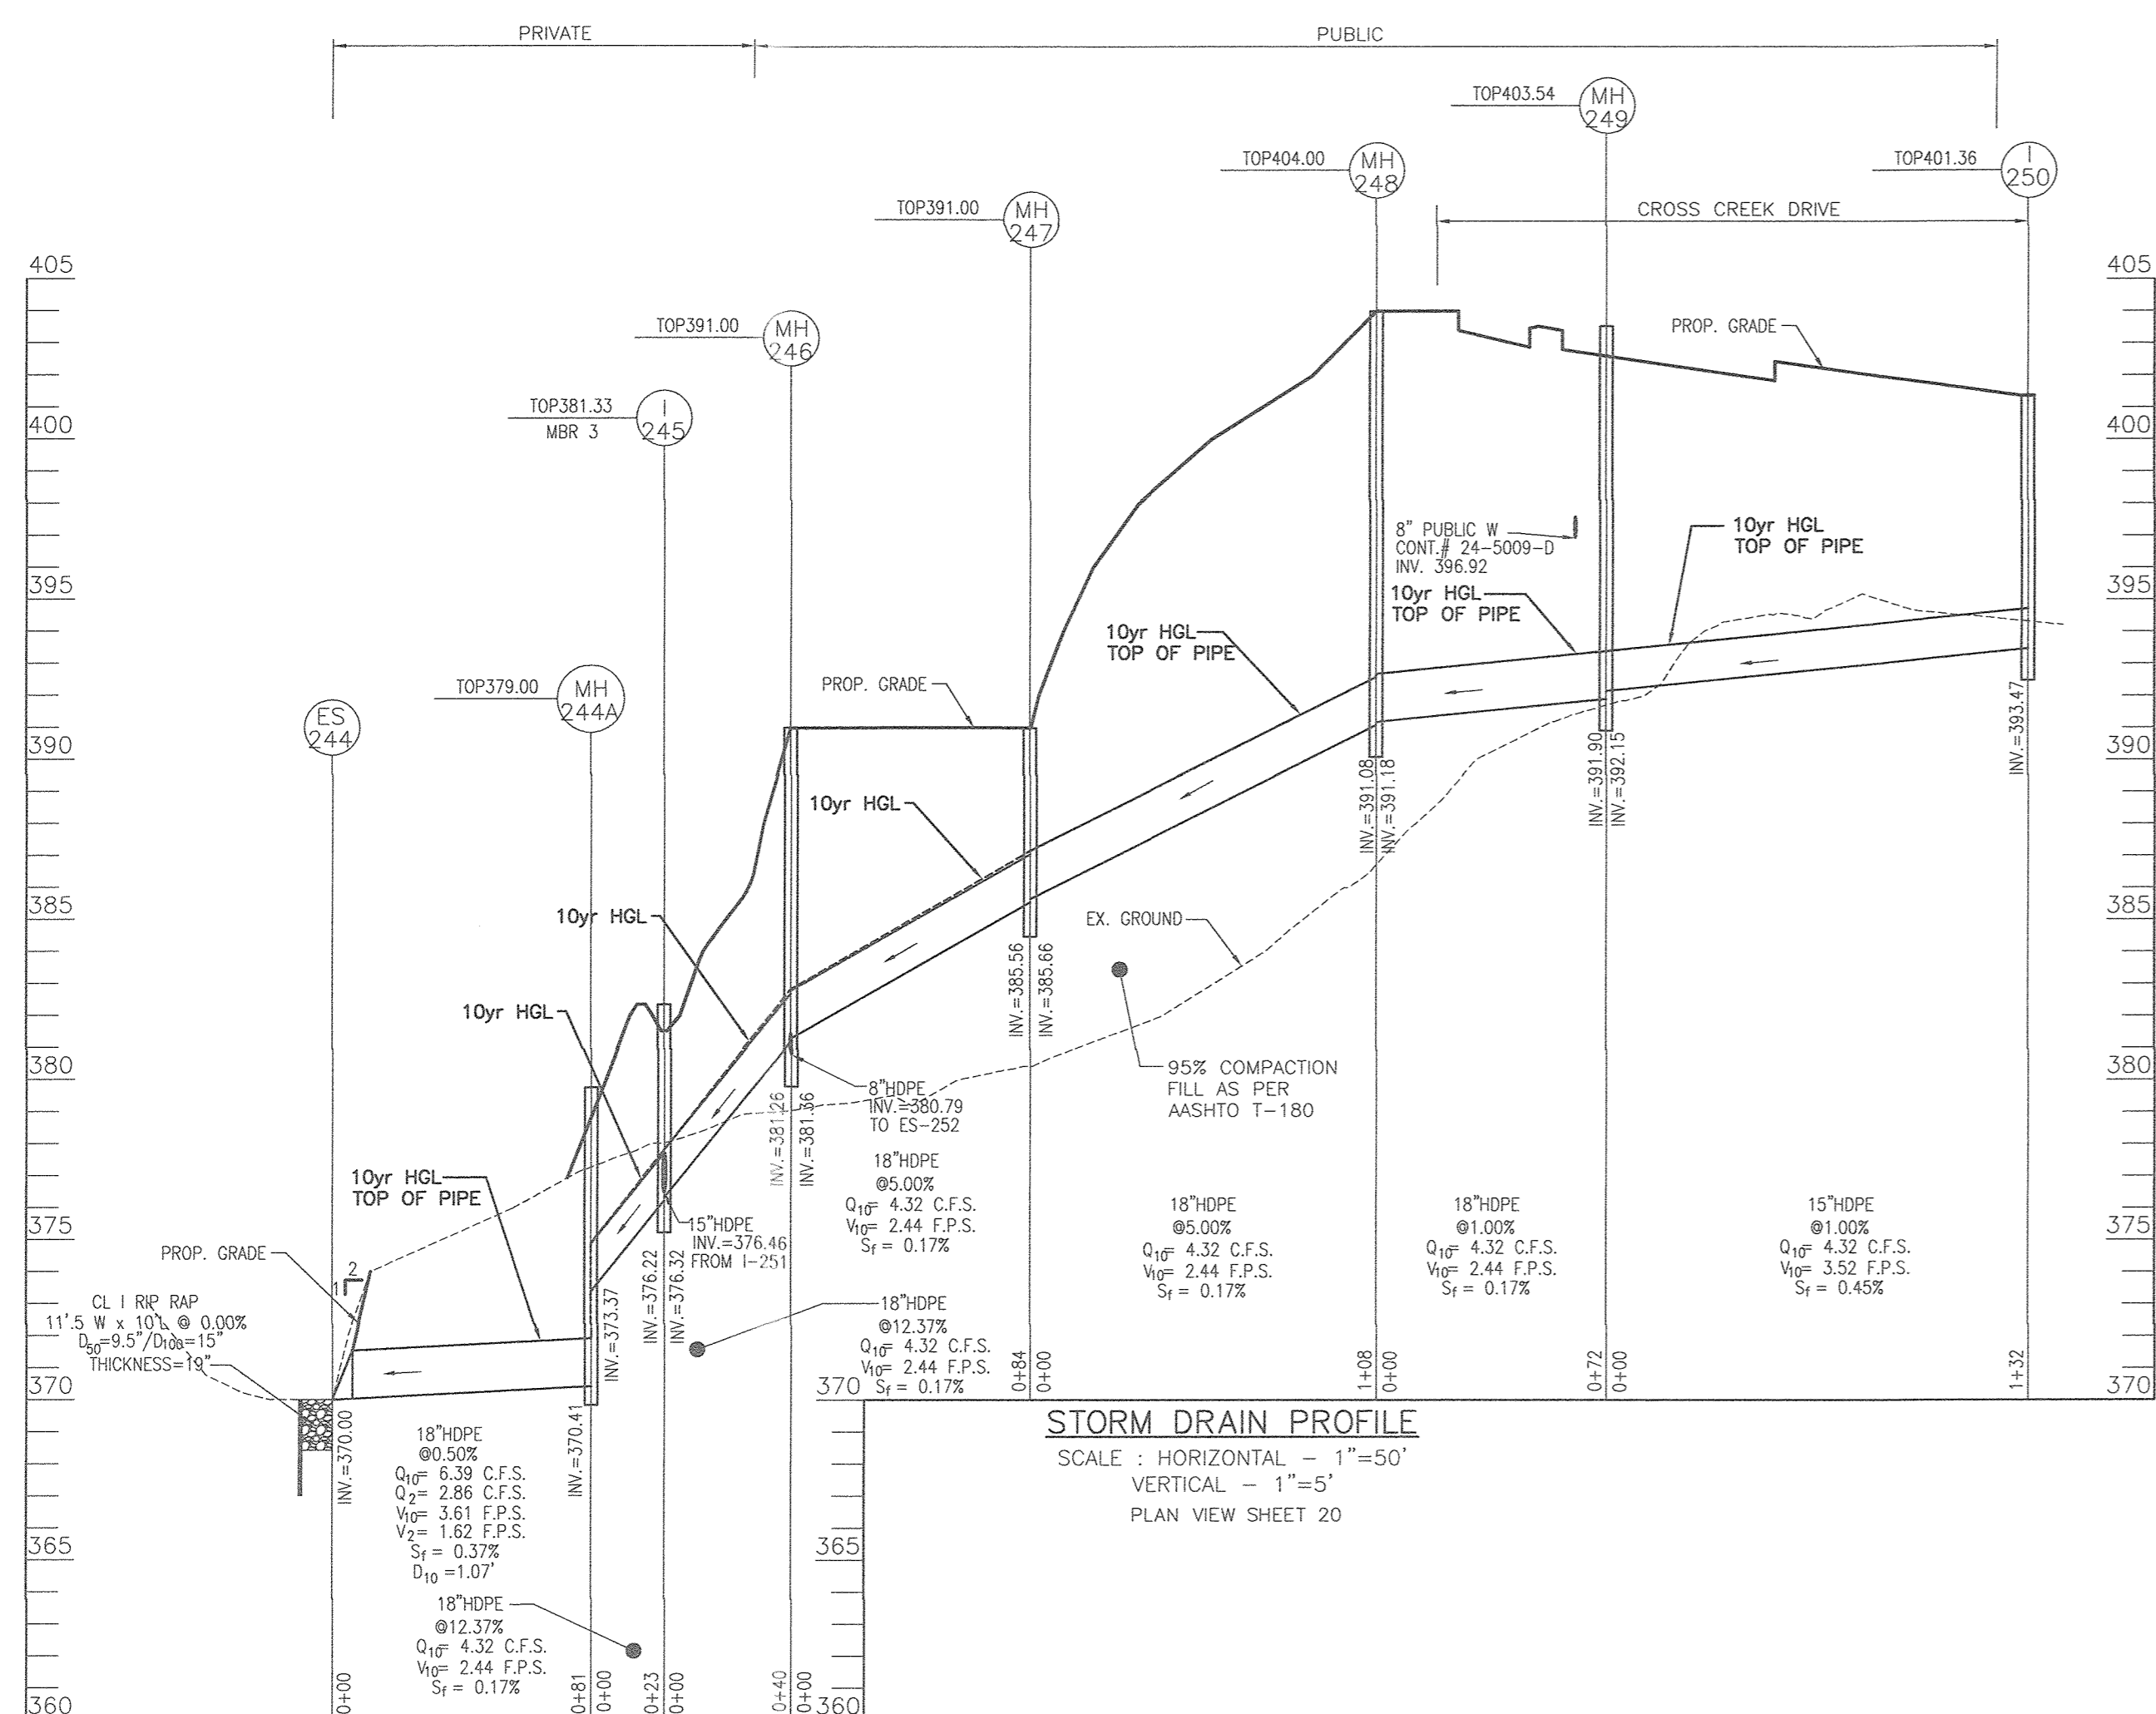 PRIVATE
PUBLIC
TOP403.54
MH
249
TOP404.00
MH
248
TOP401.36
I
250
TOP391.00
MH
247
CROSS CREEK DRIVE
405
405
TOP391.00
MH
246
PROP. GRADE
TOP381.33
MBR 3
I
245
400
400
8" PUBLIC W
CONT.# 24-5009-D
INV. 396.92
10yr HGL
TOP OF PIPE
395
395
10yr HGL
TOP OF PIPE
10yr HGL
TOP OF PIPE
TOP379.00
MH
244A
PROP. GRADE
ES
244
INV.=393.47
390
390
INV.=391.08
INV.=391.18
INV.=391.90
INV.=392.15
10yr HGL
385
385
10yr HGL
EX. GROUND
INV.=385.56
INV.=385.66
10yr HGL
380
380
95% COMPACTION
FILL AS PER
AASHTO T-180
8"HDPE
INV.=380.79
TO ES-252
INV.=381.26
INV.=381.36
10yr HGL
TOP OF PIPE
18"HDPE
@5.00%
Q10= 4.32 C.F.S.
V10= 2.44 F.P.S.
Sf = 0.17%
18"HDPE
@5.00%
Q10= 4.32 C.F.S.
V10= 2.44 F.P.S.
Sf = 0.17%
18"HDPE
@1.00%
Q10= 4.32 C.F.S.
V10= 2.44 F.P.S.
Sf = 0.17%
15"HDPE
@1.00%
Q10= 4.32 C.F.S.
V10= 3.52 F.P.S.
Sf = 0.45%
375
375
15"HDPE
INV.=376.46
FROM I-251
PROP. GRADE
1
2
INV.=373.37
INV.=376.22
INV.=376.32
CL I RIP RAP
11'.5 W x 10'L @ 0.00%
D50=9.5"/D100=15"
THICKNESS=19"
18"HDPE
@12.37%
Q10= 4.32 C.F.S.
V10= 2.44 F.P.S.
Sf = 0.17%
0+84
0+00
1+08
0+00
0+72
0+00
1+32
370
370
370
STORM DRAIN PROFILE
SCALE : HORIZONTAL - 1"=50'
VERTICAL - 1"=5'
PLAN VIEW SHEET 20
INV.=370.00
INV.=370.41
18"HDPE
@0.50%
Q10= 6.39 C.F.S.
Q2= 2.86 C.F.S.
V10= 3.61 F.P.S.
V2= 1.62 F.P.S.
Sf = 0.37%
D10 =1.07'
365
365
18"HDPE
@12.37%
Q10= 4.32 C.F.S.
V10= 2.44 F.P.S.
Sf = 0.17%
0+00
0+81
0+00
0+23
0+00
0+40
0+00
360
360